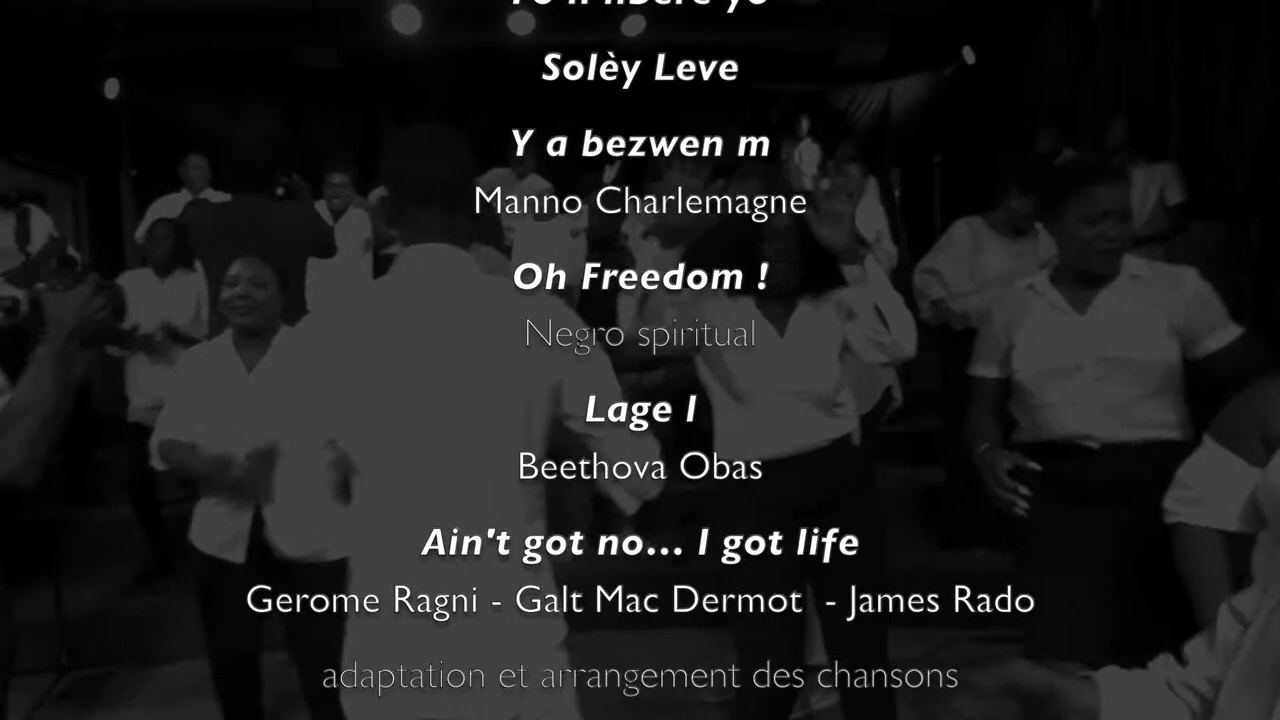 Solèy Leve
Y a bezwen m
Manno Charlemagne
Oh Freedom !
Negro spiritual
Lage l
Beethova Obas
Ain't got no... I got life
Gerome Ragni - Galt Mac Dermot - James Rado
adaptation et arrangement des chansons